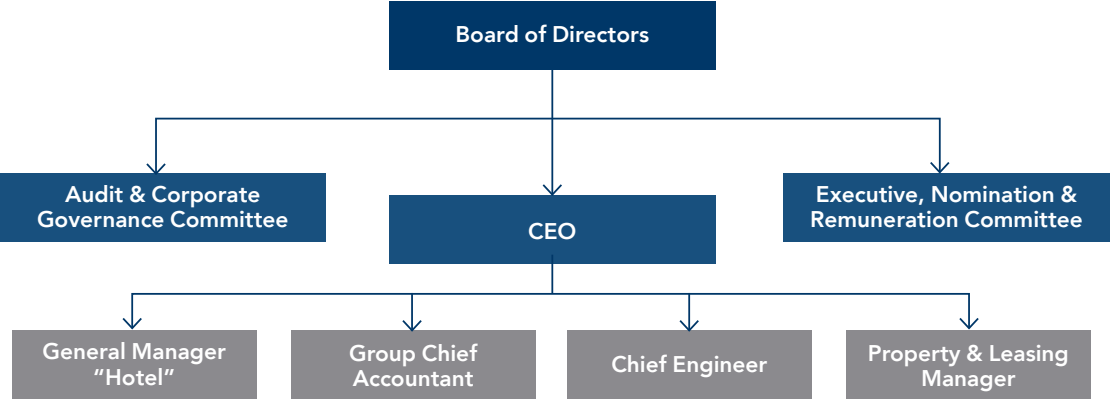 Board of Directors
Audit & Corporate
Governance Committee
Executive, Nomination &
Remuneration Committee
CEO
General Manager
“Hotel”
Group Chief
Accountant
Chief Engineer
Property & Leasing
Manager